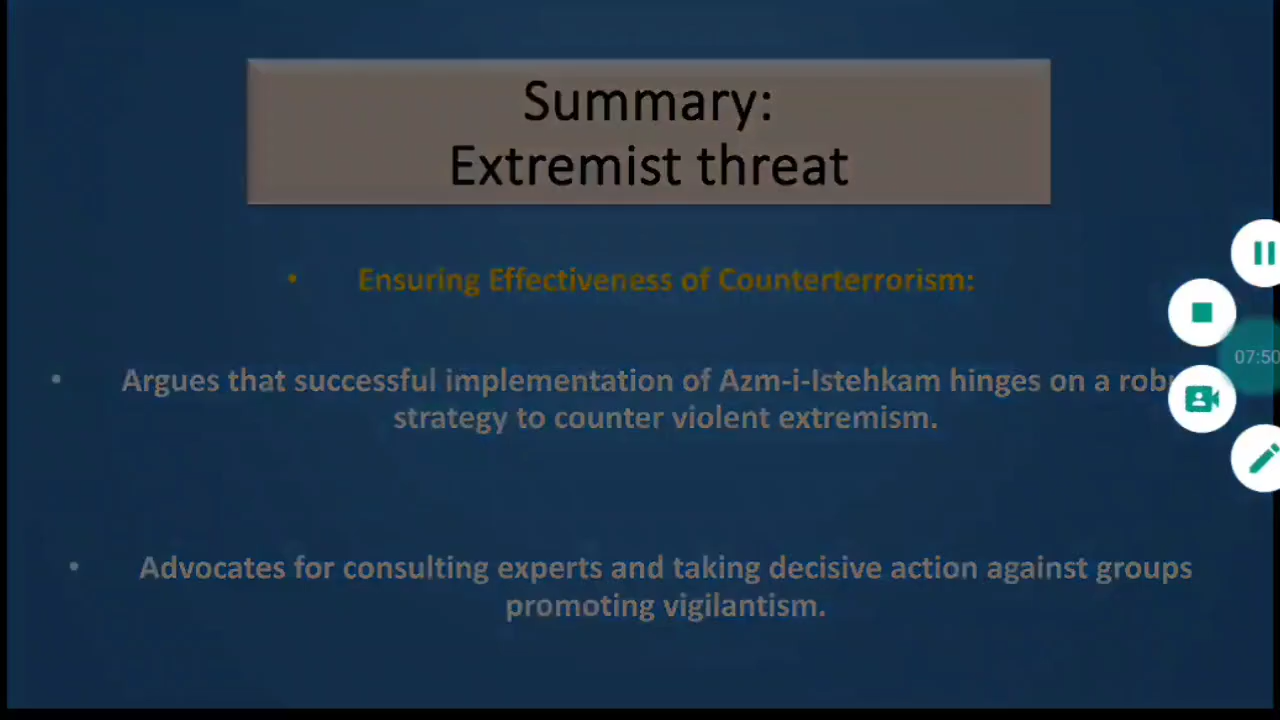 Summary:
Extremist threat
• Ensuring Effectiveness of Counterterrorism:
• Argues that successful implementation of Azm-i-Istehkam hinges on a
strategy to counter violent extremism.
• Advocates for consulting experts and taking decisive action against groups
promoting vigilantism.
07:50